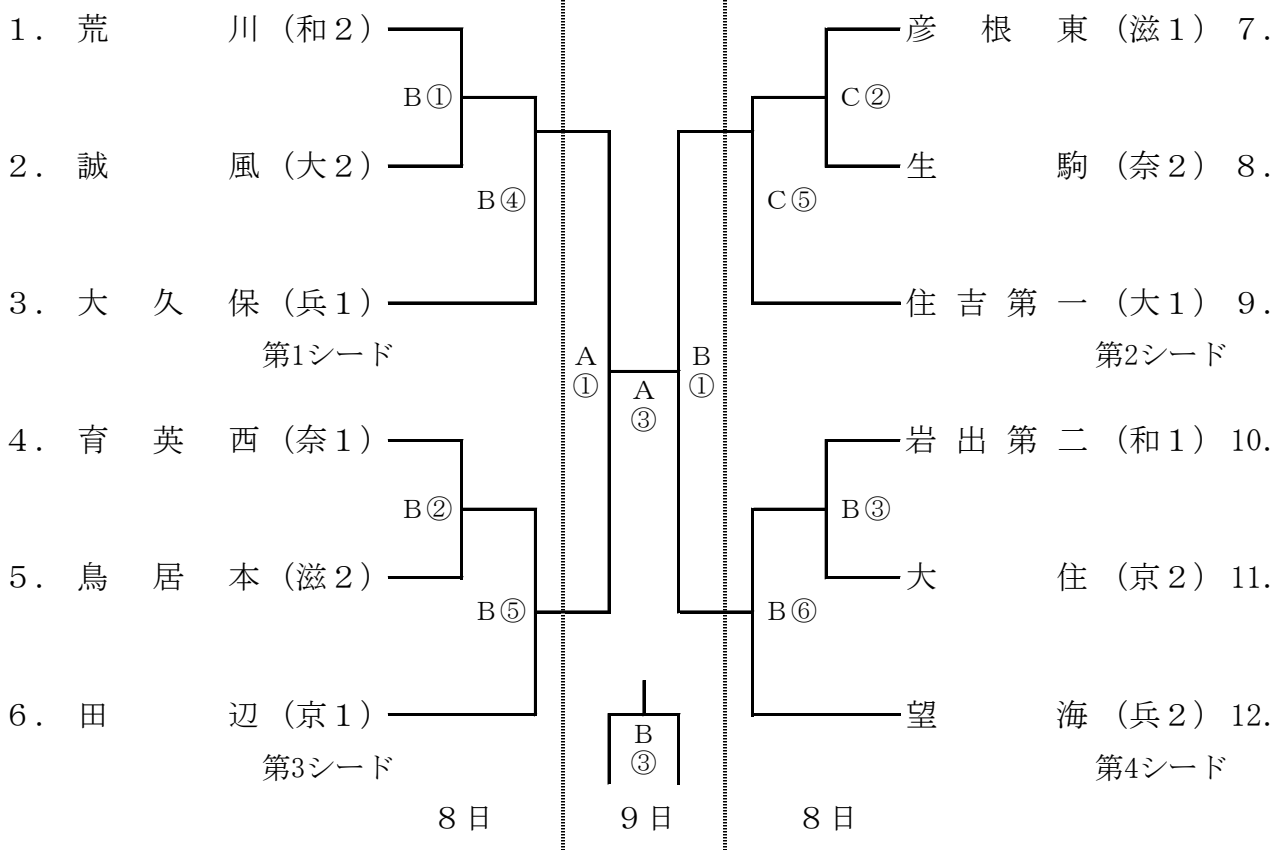 1. 荒川 (和2) 彦根東 (滋1) 7.
B① C②
2. 誠風 (大2) 生駒 (奈2) 8.
B④ C⑤
3. 大久保 (兵1) 住吉第一 (大1) 9.
第1シード 第2シード
A① A③ B①
4. 育英西 (奈1) 岩出第二 (和1) 10.
B② B③
5. 鳥居本 (滋2) 大住 (京2) 11.
B⑤ B⑥
6. 田辺 (京1) 望海 (兵2) 12.
B③
第3シード 第4シード
8日 9日 8日